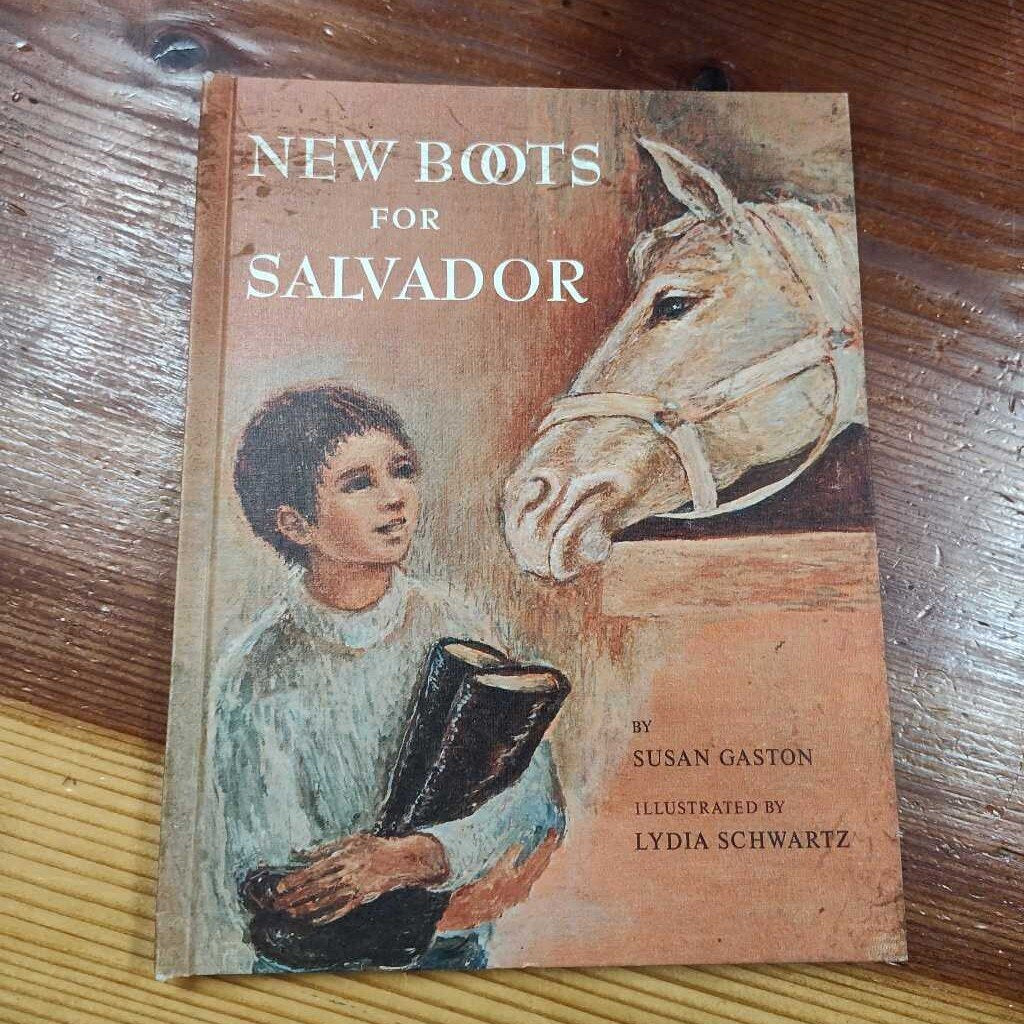 NEW BOOTS
FOR
SALVADOR
BY
SUSAN GASTON
ILLUSTRATED BY
LYDIA SCHWARTZ